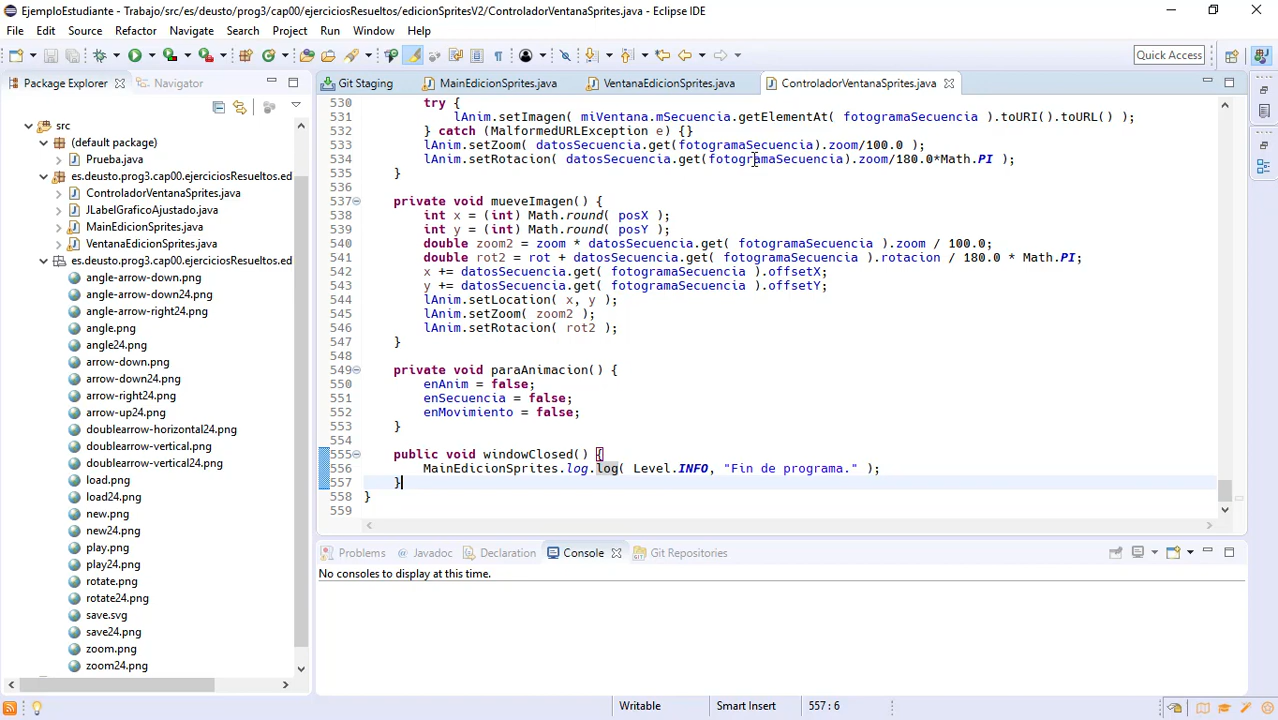 EjemploEstudiante - Trabajo/src/es/deusto/prog3/cap00/ejerciciosResueltos/edicionSpritesV2/ControladorVentanaSprites.java - Eclipse IDE
File Edit Source Refactor Navigate Search Project Run Window Help
Quick Access
Package Explorer Navigator
Git Staging MainEdicionSprites.java VentanaEdicionSprites.java ControladorVentanaSprites.java
src
(default package)
Prueba.java
es.deusto.prog3.cap00.ejerciciosResueltos.ed
ControladorVentanaSprites.java
JLabelGraficoAjustado.java
MainEdicionSprites.java
VentanaEdicionSprites.java
es.deusto.prog3.cap00.ejerciciosResueltos.ed
angle-arrow-down.png
angle-arrow-down24.png
angle-arrow-right24.png
angle.png
angle24.png
arrow-down.png
arrow-down24.png
arrow-right24.png
arrow-up24.png
doublearrow-horizontal24.png
doublearrow-vertical.png
doublearrow-vertical24.png
load.png
load24.png
new.png
new24.png
play.png
play24.png
rotate.png
rotate24.png
save.svg
save24.png
zoom.png
zoom24.png
530 try {
531 lAnim.setImagen( miVentana.mSecuencia.getElementAt( fotogramaSecuencia ).toURI().toURL() );
532 } catch (MalformedURLException e) {}
533 lAnim.setZoom( datosSecuencia.get(fotogramaSecuencia).zoom/100.0 );
534 lAnim.setRotacion( datosSecuencia.get(fotogramaSecuencia).zoom/180.0*Math.PI );
535 }
536
537 private void mueveImagen() {
538 int x = (int) Math.round( posX );
539 int y = (int) Math.round( posY );
540 double zoom2 = zoom * datosSecuencia.get( fotogramaSecuencia ).zoom / 100.0;
541 double rot2 = rot + datosSecuencia.get( fotogramaSecuencia ).rotacion / 180.0 * Math.PI;
542 x += datosSecuencia.get( fotogramaSecuencia ).offsetX;
543 y += datosSecuencia.get( fotogramaSecuencia ).offsetY;
544 lAnim.setLocation( x, y );
545 lAnim.setZoom( zoom2 );
546 lAnim.setRotacion( rot2 );
547 }
548
549 private void paraAnimacion() {
550 enAnim = false;
551 enSecuencia = false;
552 enMovimiento = false;
553 }
554
555 public void windowClosed() {
556 MainEdicionSprites.log.log( Level.INFO, "Fin de programa." );
557 }
558 }
559
Problems Javadoc Declaration Console Git Repositories
No consoles to display at this time.
Writable Smart Insert 557 : 6